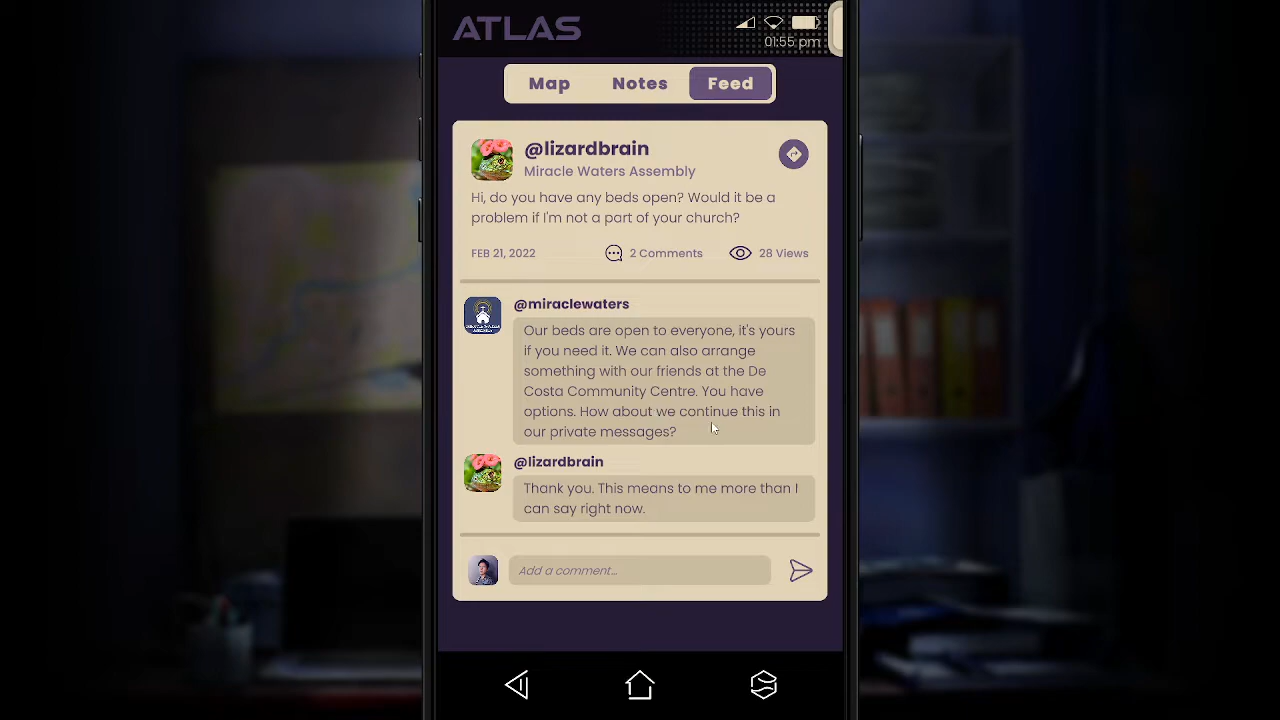 ATLAS
01:55 pm
Map Notes Feed
@lizardbrain
Miracle Waters Assembly
Hi, do you have any beds open? Would it be a
problem if I'm not a part of your church?
FEB 21, 2022 2 Comments 28 Views
@miraclewaters
Our beds are open to everyone, it's yours
if you need it. We can also arrange
something with our friends at the De
Costa Community Centre. You have
options. How about we continue this in
our private messages?
@lizardbrain
Thank you. This means to me more than I
can say right now.
Add a comment...